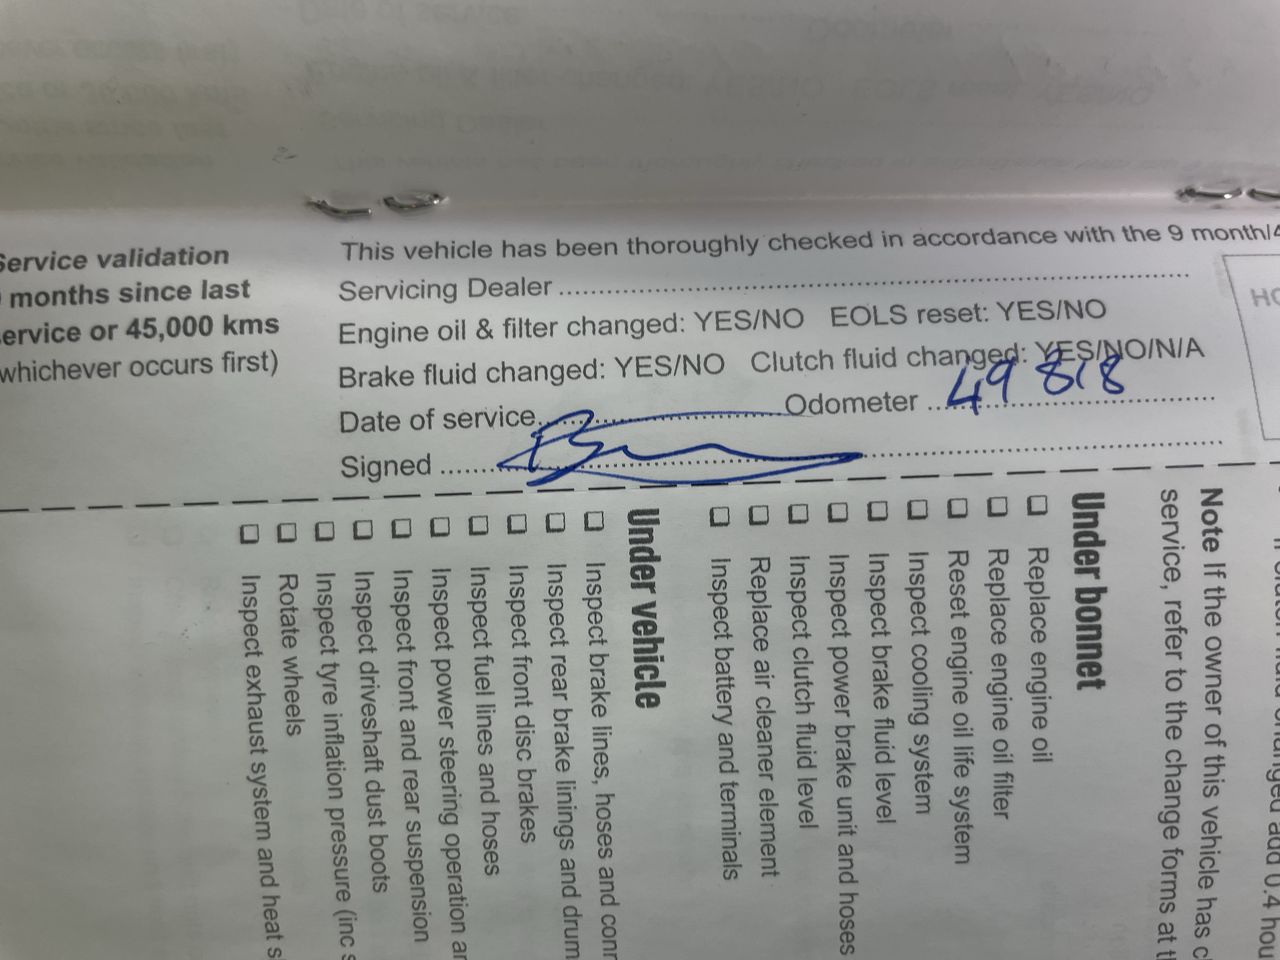 Service validation
months since last
service or 45,000 kms
whichever occurs first)
This vehicle has been thoroughly checked in accordance with the 9 month/4
Servicing Dealer
Engine oil & filter changed: YES/NO EOLS reset: YES/NO
Brake fluid changed: YES/NO Clutch fluid changed: YES/NO/N/A
Date of service Odometer 49 818
Signed
HO
Note If the owner of this vehicle has c
service, refer to the change forms at t
Under bonnet
Replace engine oil
Replace engine oil filter
Reset engine oil life system
Inspect cooling system
Inspect brake fluid level
Inspect power brake unit and hoses
Inspect clutch fluid level
Replace air cleaner element
Inspect battery and terminals
Under vehicle
Inspect brake lines, hoses and conn
Inspect rear brake linings and drum
Inspect front disc brakes
Inspect fuel lines and hoses
Inspect power steering operation an
Inspect front and rear suspension
Inspect driveshaft dust boots
Inspect tyre inflation pressure (inc s
Rotate wheels
Inspect exhaust system and heat s